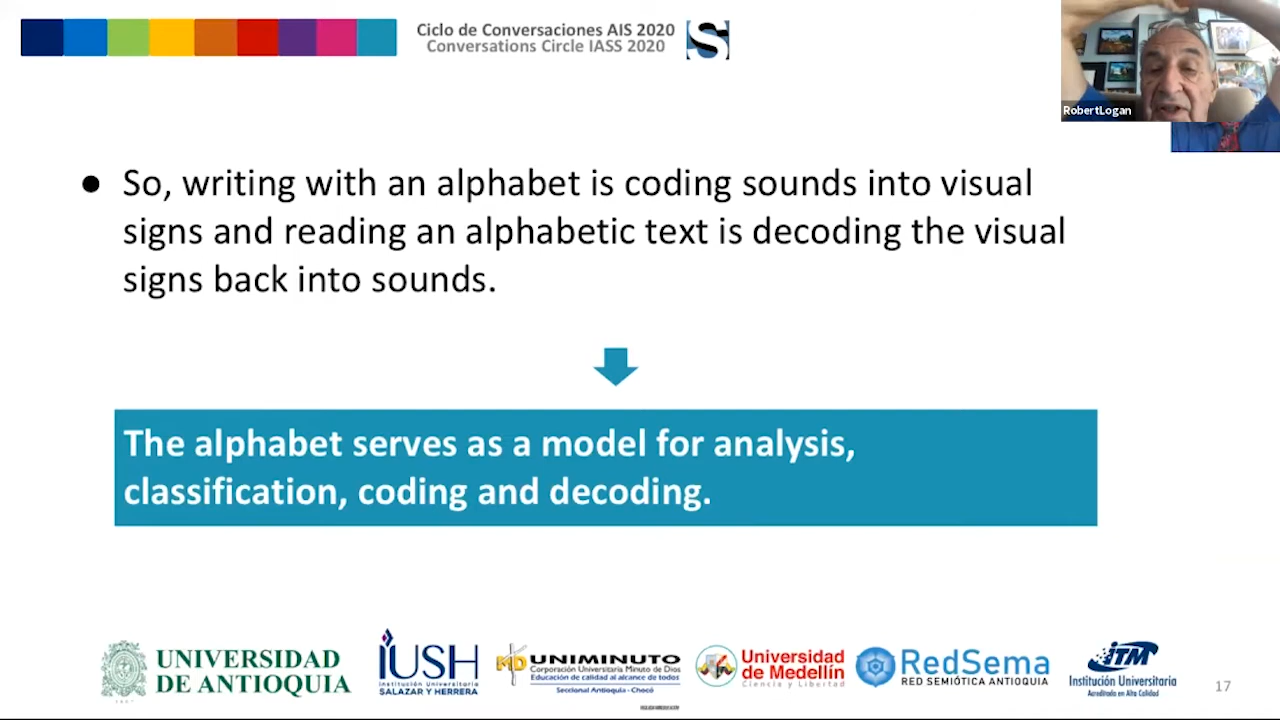 Ciclo de Conversaciones AIS 2020
Conversations Circle IASS 2020
S
RobertLogan
● So, writing with an alphabet is coding sounds into visual
signs and reading an alphabetic text is decoding the visual
signs back into sounds.
The alphabet serves as a model for analysis,
classification, coding and decoding.
UNIVERSIDAD
DE ANTIOQUIA
IUSH
Institución Universitaria
SALAZAR Y HERRERA
MD UNIMINUTO
Corporación Universitaria Minuto de Dios
Educación de calidad al alcance de todos
Seccional Antioquia - Chocó
Universidad
de Medellín
Ciencia y Libertad
RedSema
RED SEMIÓTICA ANTIOQUIA
iTM
Institución Universitaria
Acreditada en Alta Calidad
17